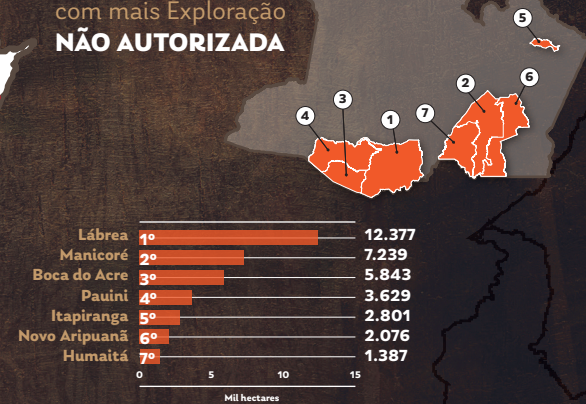 com mais Exploração
NÃO AUTORIZADA
5
2
6
3
4
1
7
Lábrea 1º 12.377
Manicoré 2º 7.239
Boca do Acre 3º 5.843
Pauini 4º 3.629
Itapiranga 5º 2.801
Novo Aripuanã 6º 2.076
Humaitá 7º 1.387
0 5 10 15
Mil hectares